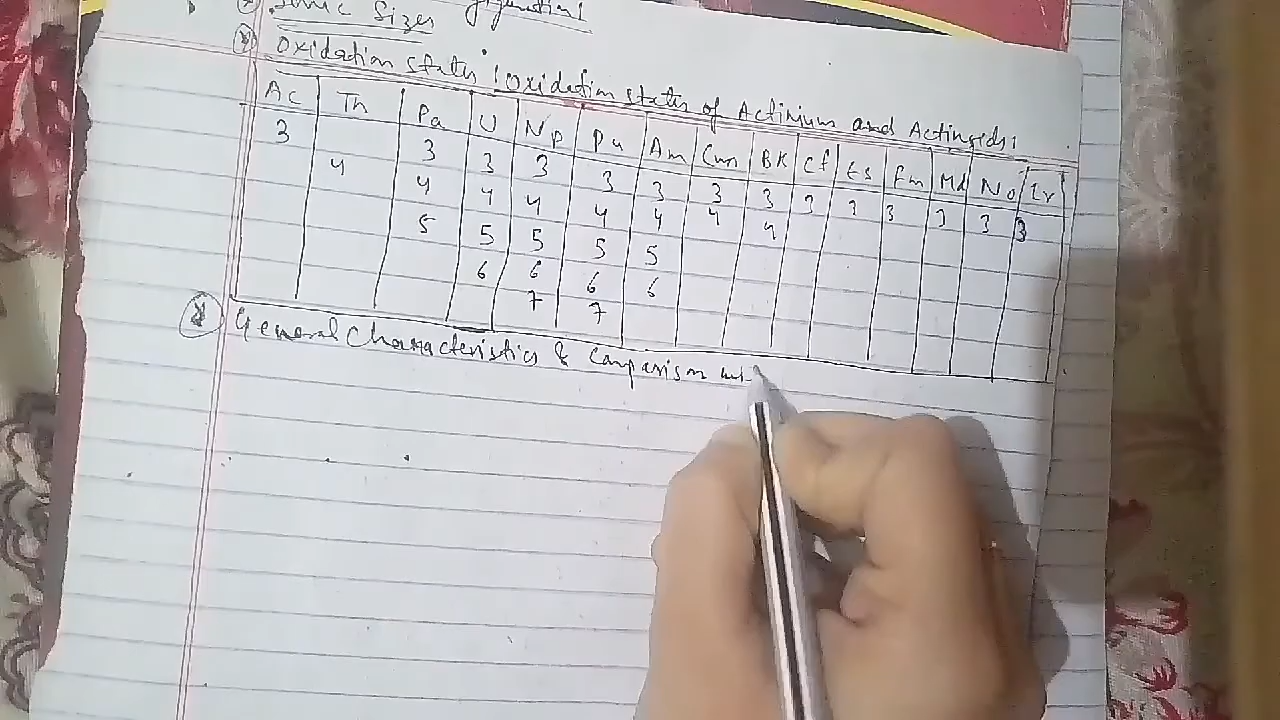 Ionic Sizes
Oxidation states : Oxidation states of Actinium and Actinoids:
Ac Th Pa U Np Pu Am Cm BK Cf Es Fm Md No Lr
3 3 3 3 3 3 3 3 3 3 3 3 3 3
4 4 4 4 4 4 4 4
5 5 5 5 5
6 6 6 6
7 7
General Characteristics & Comparison